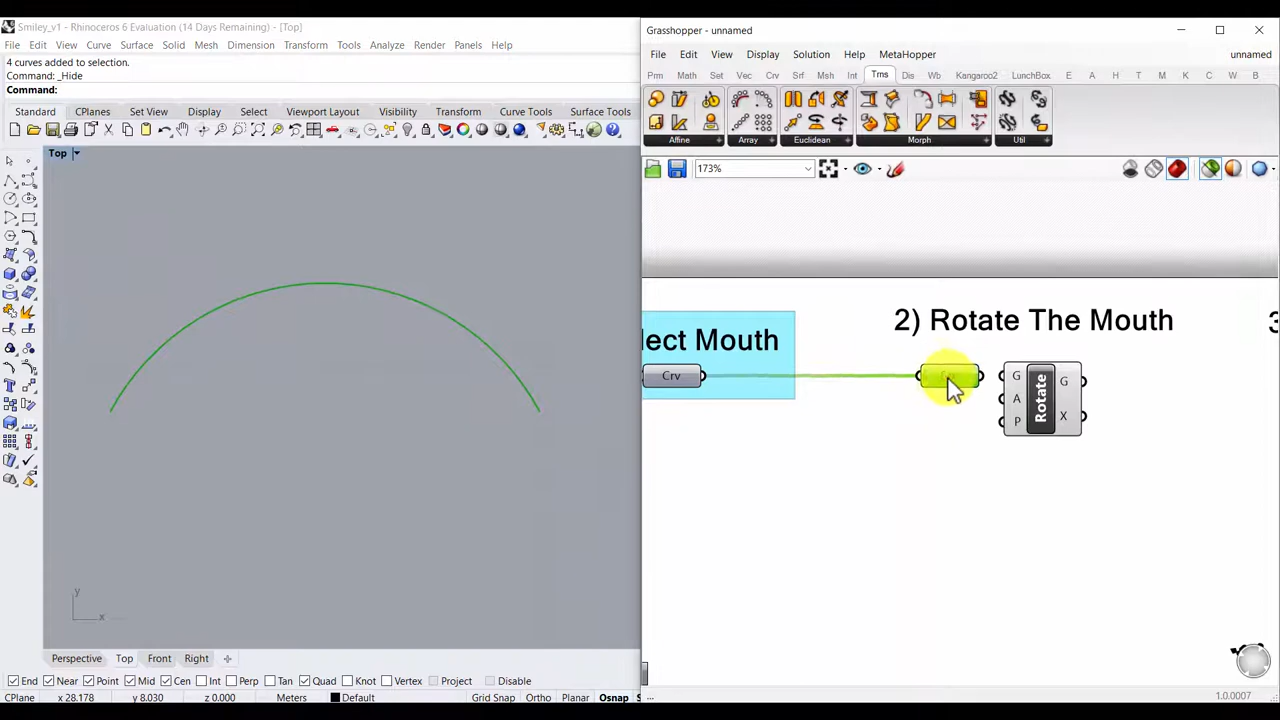 Smiley_v1 - Rhinoceros 6 Evaluation (14 Days Remaining) - [Top]
File Edit View Curve Surface Solid Mesh Dimension Transform Tools Analyze Render Panels Help
4 curves added to selection.
Command: _Hide
Command:
Standard CPlanes Set View Display Select Viewport Layout Visibility Transform Curve Tools Surface Tools
Top
y
x
Perspective Top Front Right
End Near Point Mid Cen Int Perp Tan Quad Knot Vertex Project Disable
CPlane x 28.178 y 8.030 z 0.000 Meters Default Grid Snap Ortho Planar Osnap
Grasshopper - unnamed
File Edit View Display Solution Help MetaHopper unnamed
Prm Math Set Vec Crv Srf Msh Int Trns Dis Wb Kangaroo2 LunchBox E A H T M K C W B
Affine Array Euclidean Morph Util
173%
lect Mouth
Crv
2) Rotate The Mouth
G
A
P
Rotate
G
X
1.0.0007